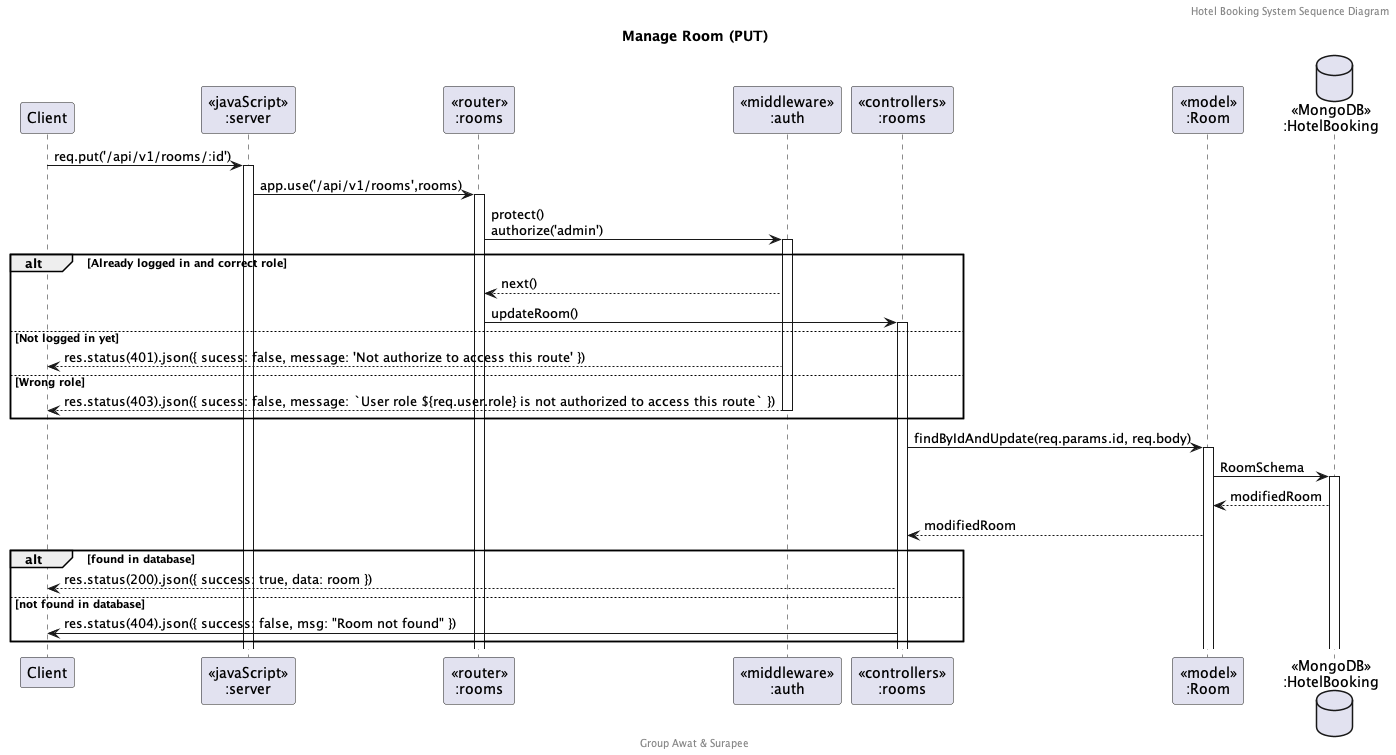 Hotel Booking System Sequence Diagram
Manage Room (PUT)
Client
«javaScript»
:server
«router»
:rooms
«middleware»
:auth
«controllers»
:rooms
«model»
:Room
«MongoDB»
:HotelBooking
req.put('/api/v1/rooms/:id')
app.use('/api/v1/rooms',rooms)
protect()
authorize('admin')
alt [Already logged in and correct role]
next()
updateRoom()
[Not logged in yet]
res.status(401).json({ sucess: false, message: 'Not authorize to access this route' })
[Wrong role]
res.status(403).json({ sucess: false, message: `User role ${req.user.role} is not authorized to access this route` })
findByIdAndUpdate(req.params.id, req.body)
RoomSchema
modifiedRoom
modifiedRoom
alt [found in database]
res.status(200).json({ success: true, data: room })
[not found in database]
res.status(404).json({ success: false, msg: "Room not found" })
Client
«javaScript»
:server
«router»
:rooms
«middleware»
:auth
«controllers»
:rooms
«model»
:Room
«MongoDB»
:HotelBooking
Group Awat & Surapee